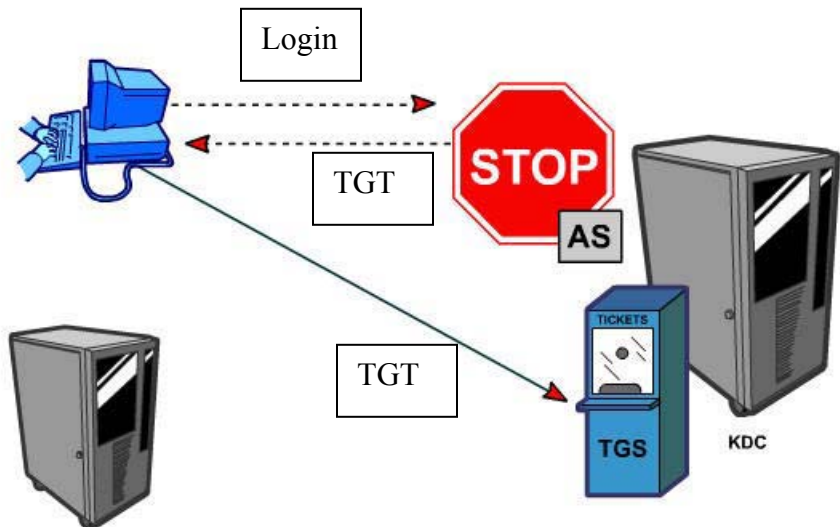 Login
TGT
STOP
AS
TICKETS
TGT
TGS
KDC